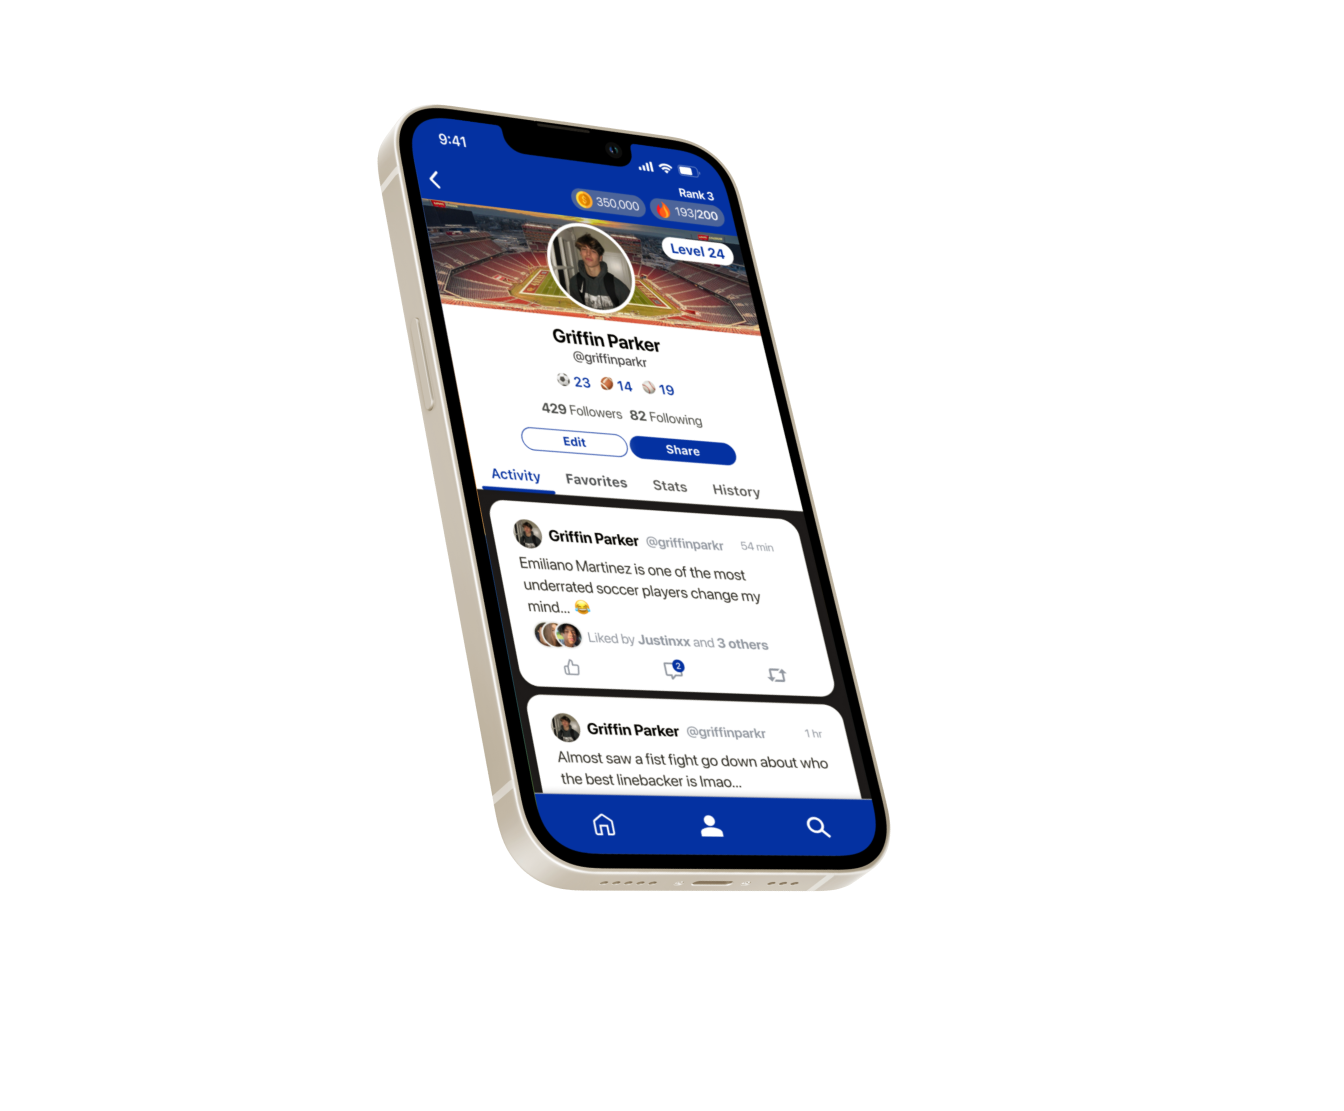 9:41
Rank 3
350,000 193/200
Level 24
Griffin Parker
@griffinparkr
23 14 19
429 Followers 82 Following
Edit Share
Activity Favorites Stats History
Griffin Parker @griffinparkr 54 min
Emiliano Martinez is one of the most
underrated soccer players change my
mind... 😂
Liked by Justinxx and 3 others
2
Griffin Parker @griffinparkr 1 hr
Almost saw a fist fight go down about who
the best linebacker is lmao...